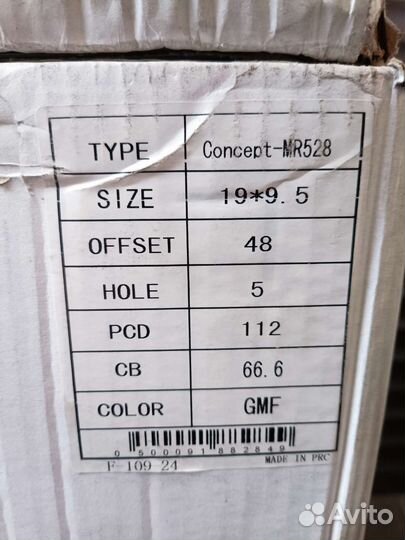 TYPE Concept-MR528
SIZE 19*9.5
OFFSET 48
HOLE 5
PCD 112
CB 66.6
COLOR GMF
0500091882849
F 109 24 MADE IN PRC
Avito